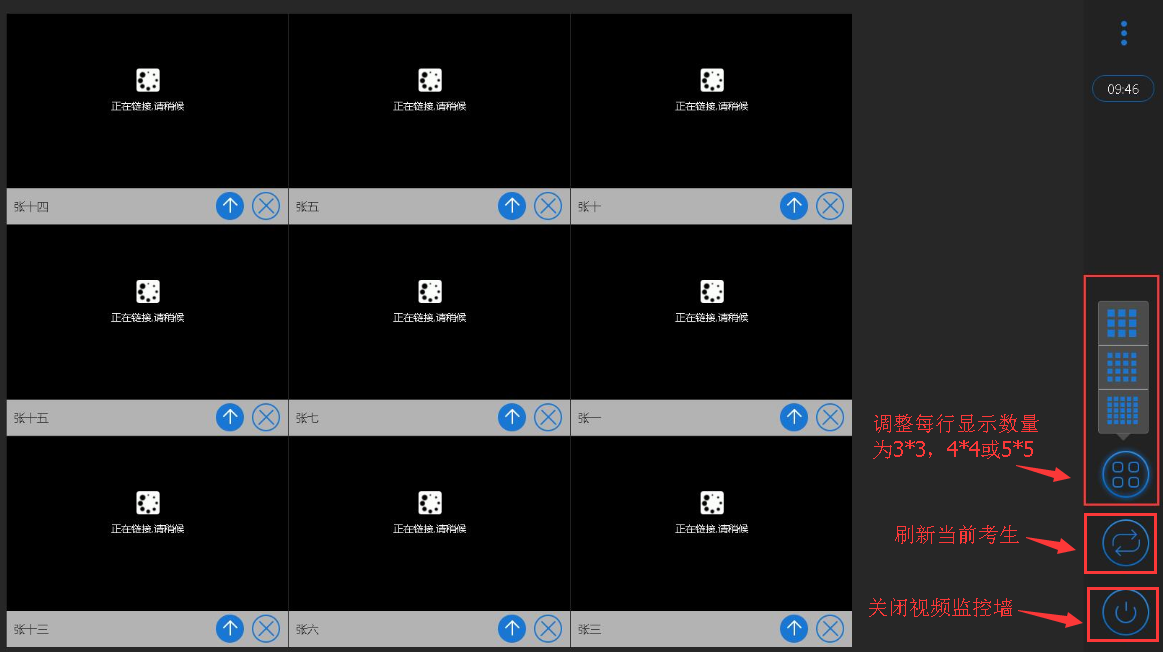 正在链接,请稍候
正在链接,请稍候
正在链接,请稍候
09:46
张十四
张五
张十
正在链接,请稍候
正在链接,请稍候
正在链接,请稍候
张十五
张七
张一
调整每行显示数量
为3*3，4*4或5*5
正在链接,请稍候
正在链接,请稍候
正在链接,请稍候
刷新当前考生
关闭视频监控墙
张十三
张六
张三